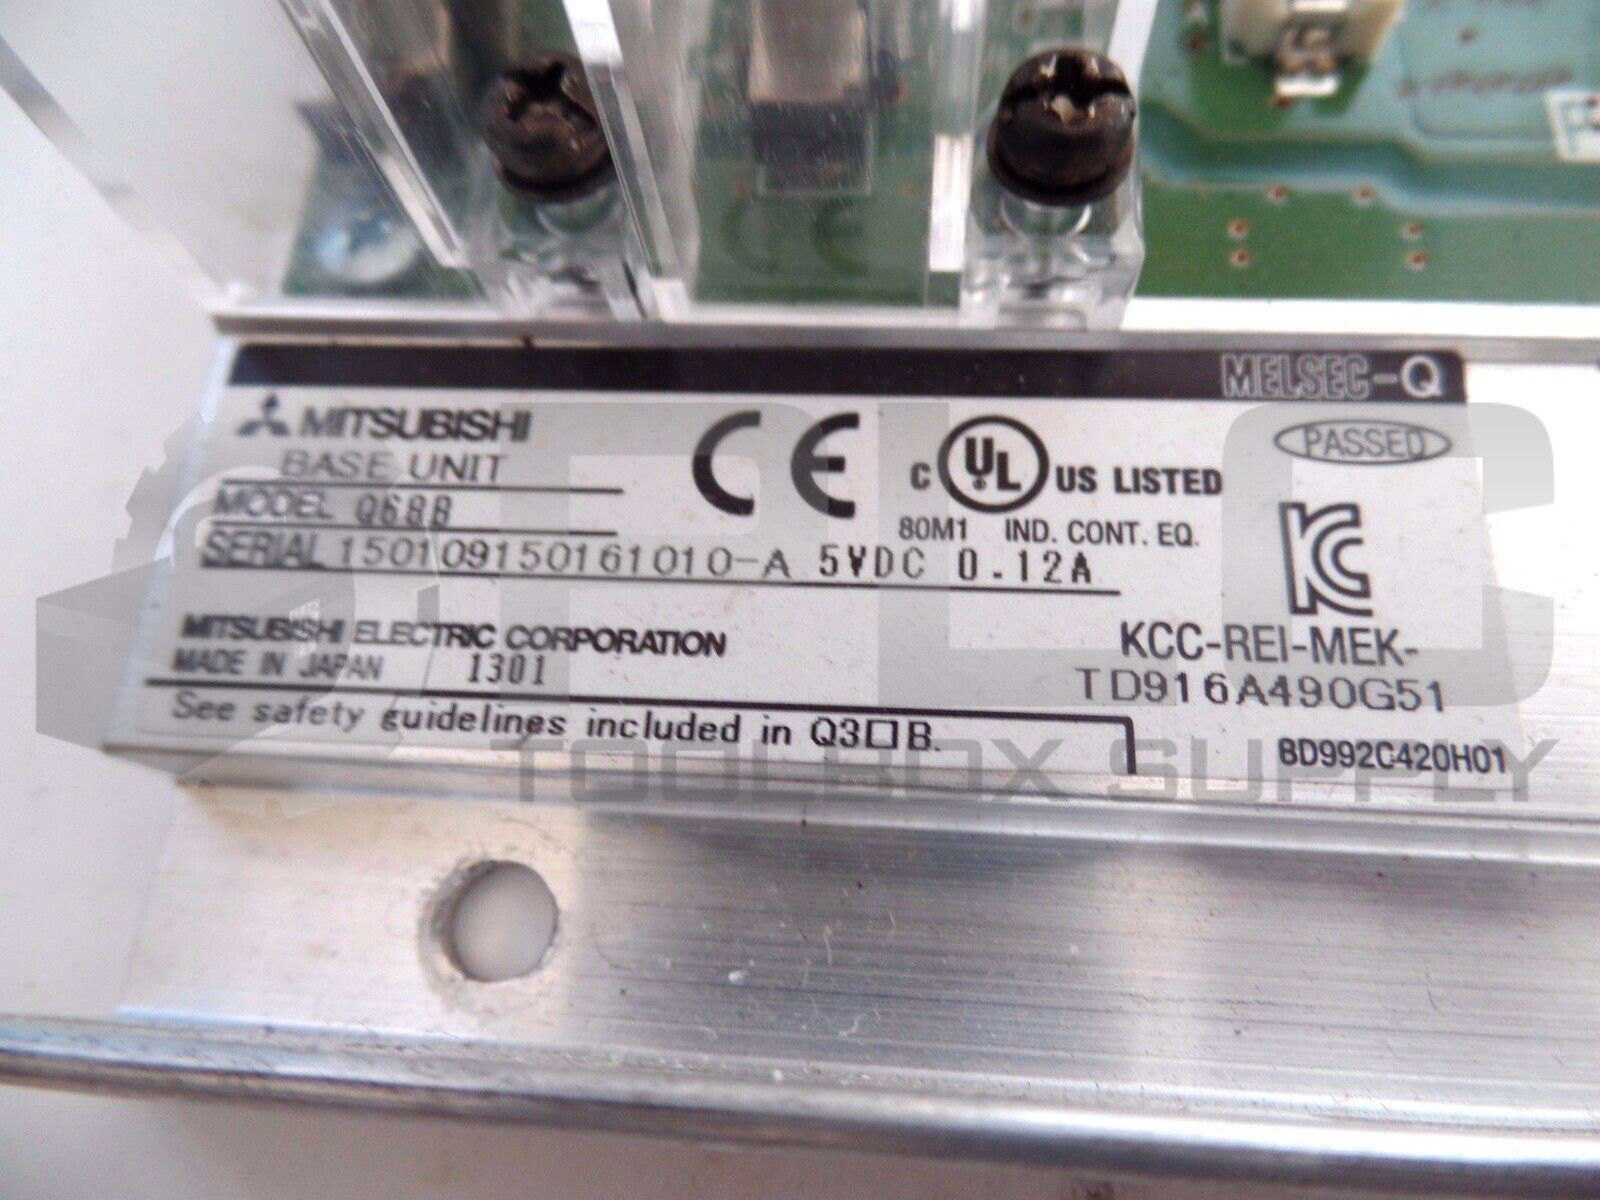 CE
MELSEC-Q
MITSUBISHI
BASE UNIT
MODEL Q68B
SERIAL 150109150161010-A 5VDC 0.12A
CE
C UL US LISTED
80M1 IND. CONT. EQ.
PASSED
KCC-REI-MEK-
TD916A490G51
MITSUBISHI ELECTRIC CORPORATION
MADE IN JAPAN 1301
See safety guidelines included in Q3□B.
BD992C420H01
PLC
TOOLBOX SUPPLY